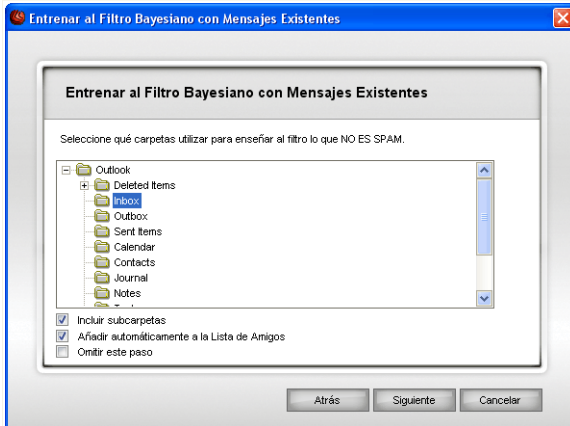 Entrenar al Filtro Bayesiano con Mensajes Existentes
Entrenar al Filtro Bayesiano con Mensajes Existentes
Seleccione qué carpetas utilizar para enseñar al filtro lo que NO ES SPAM.
Outlook
Deleted Items
Inbox
Outbox
Sent Items
Calendar
Contacts
Journal
Notes
Incluir subcarpetas
Añadir automáticamente a la Lista de Amigos
Omitir este paso
Atrás Siguiente Cancelar